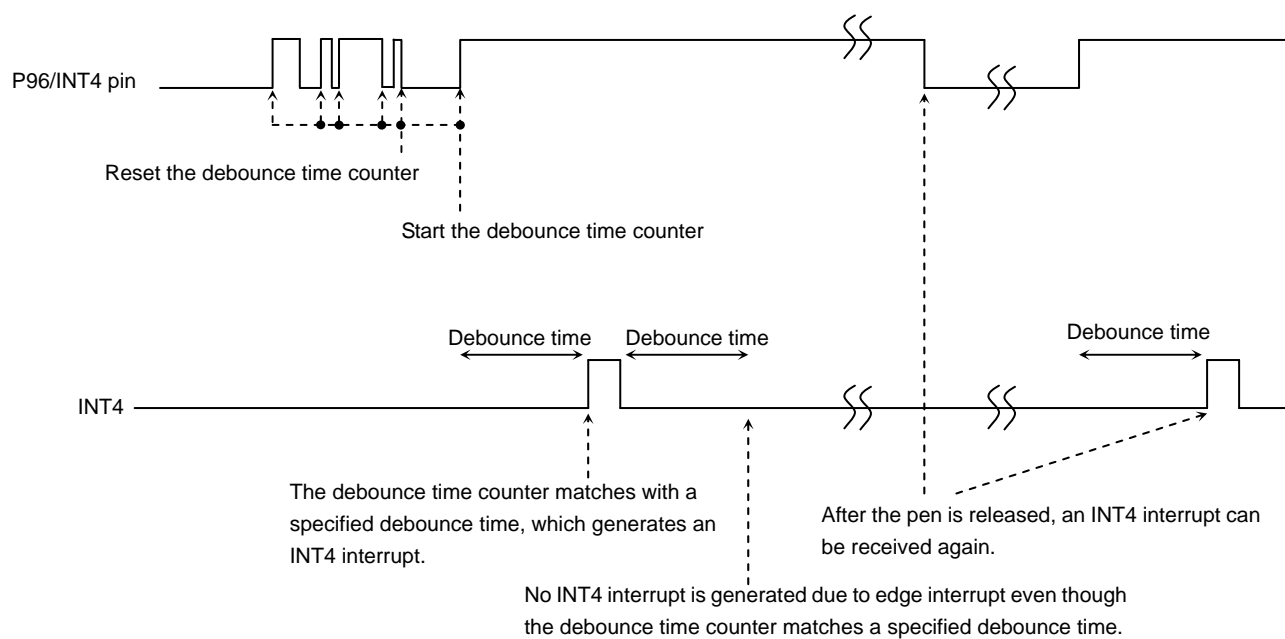 P96/INT4 pin
Reset the debounce time counter
Start the debounce time counter
Debounce time
Debounce time
Debounce time
INT4
The debounce time counter matches with a
specified debounce time, which generates an
INT4 interrupt.
After the pen is released, an INT4 interrupt can
be received again.
No INT4 interrupt is generated due to edge interrupt even though
the debounce time counter matches a specified debounce time.